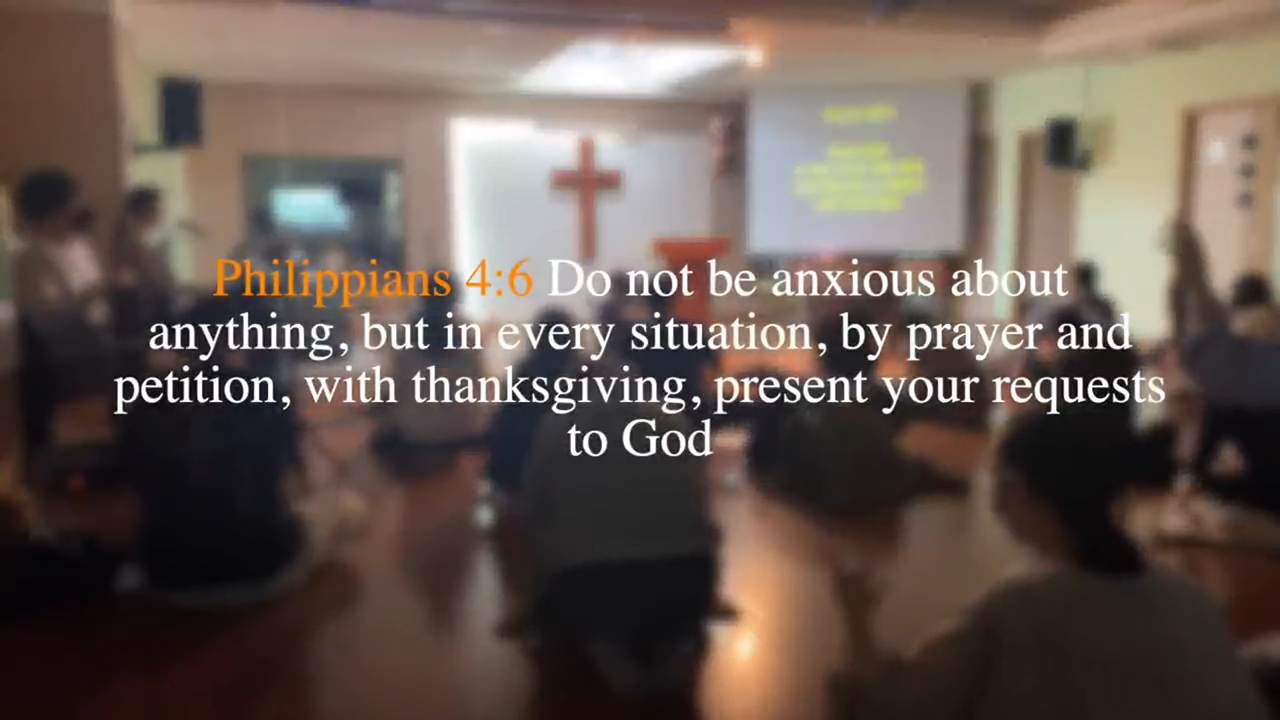 Philippians 4:6 Do not be anxious about
anything, but in every situation, by prayer and
petition, with thanksgiving, present your requests
to God